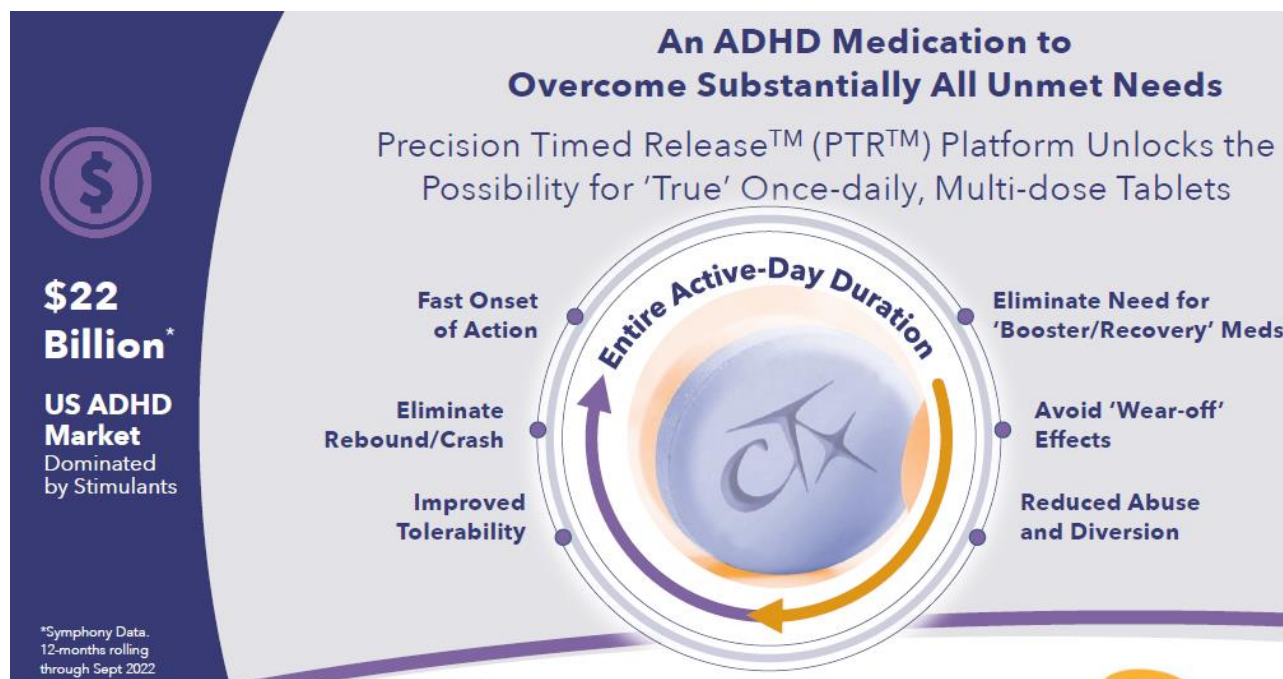 An ADHD Medication to
Overcome Substantially All Unmet Needs
Precision Timed Release™ (PTR™) Platform Unlocks the
Possibility for 'True' Once-daily, Multi-dose Tablets
$22
Billion*
US ADHD
Market
Dominated
by Stimulants
*Symphony Data.
12-months rolling
through Sept 2022
Entire Active-Day Duration
Fast Onset
of Action
Eliminate
Rebound/Crash
Improved
Tolerability
cTx
Eliminate Need for
'Booster/Recovery' Meds
Avoid 'Wear-off'
Effects
Reduced Abuse
and Diversion